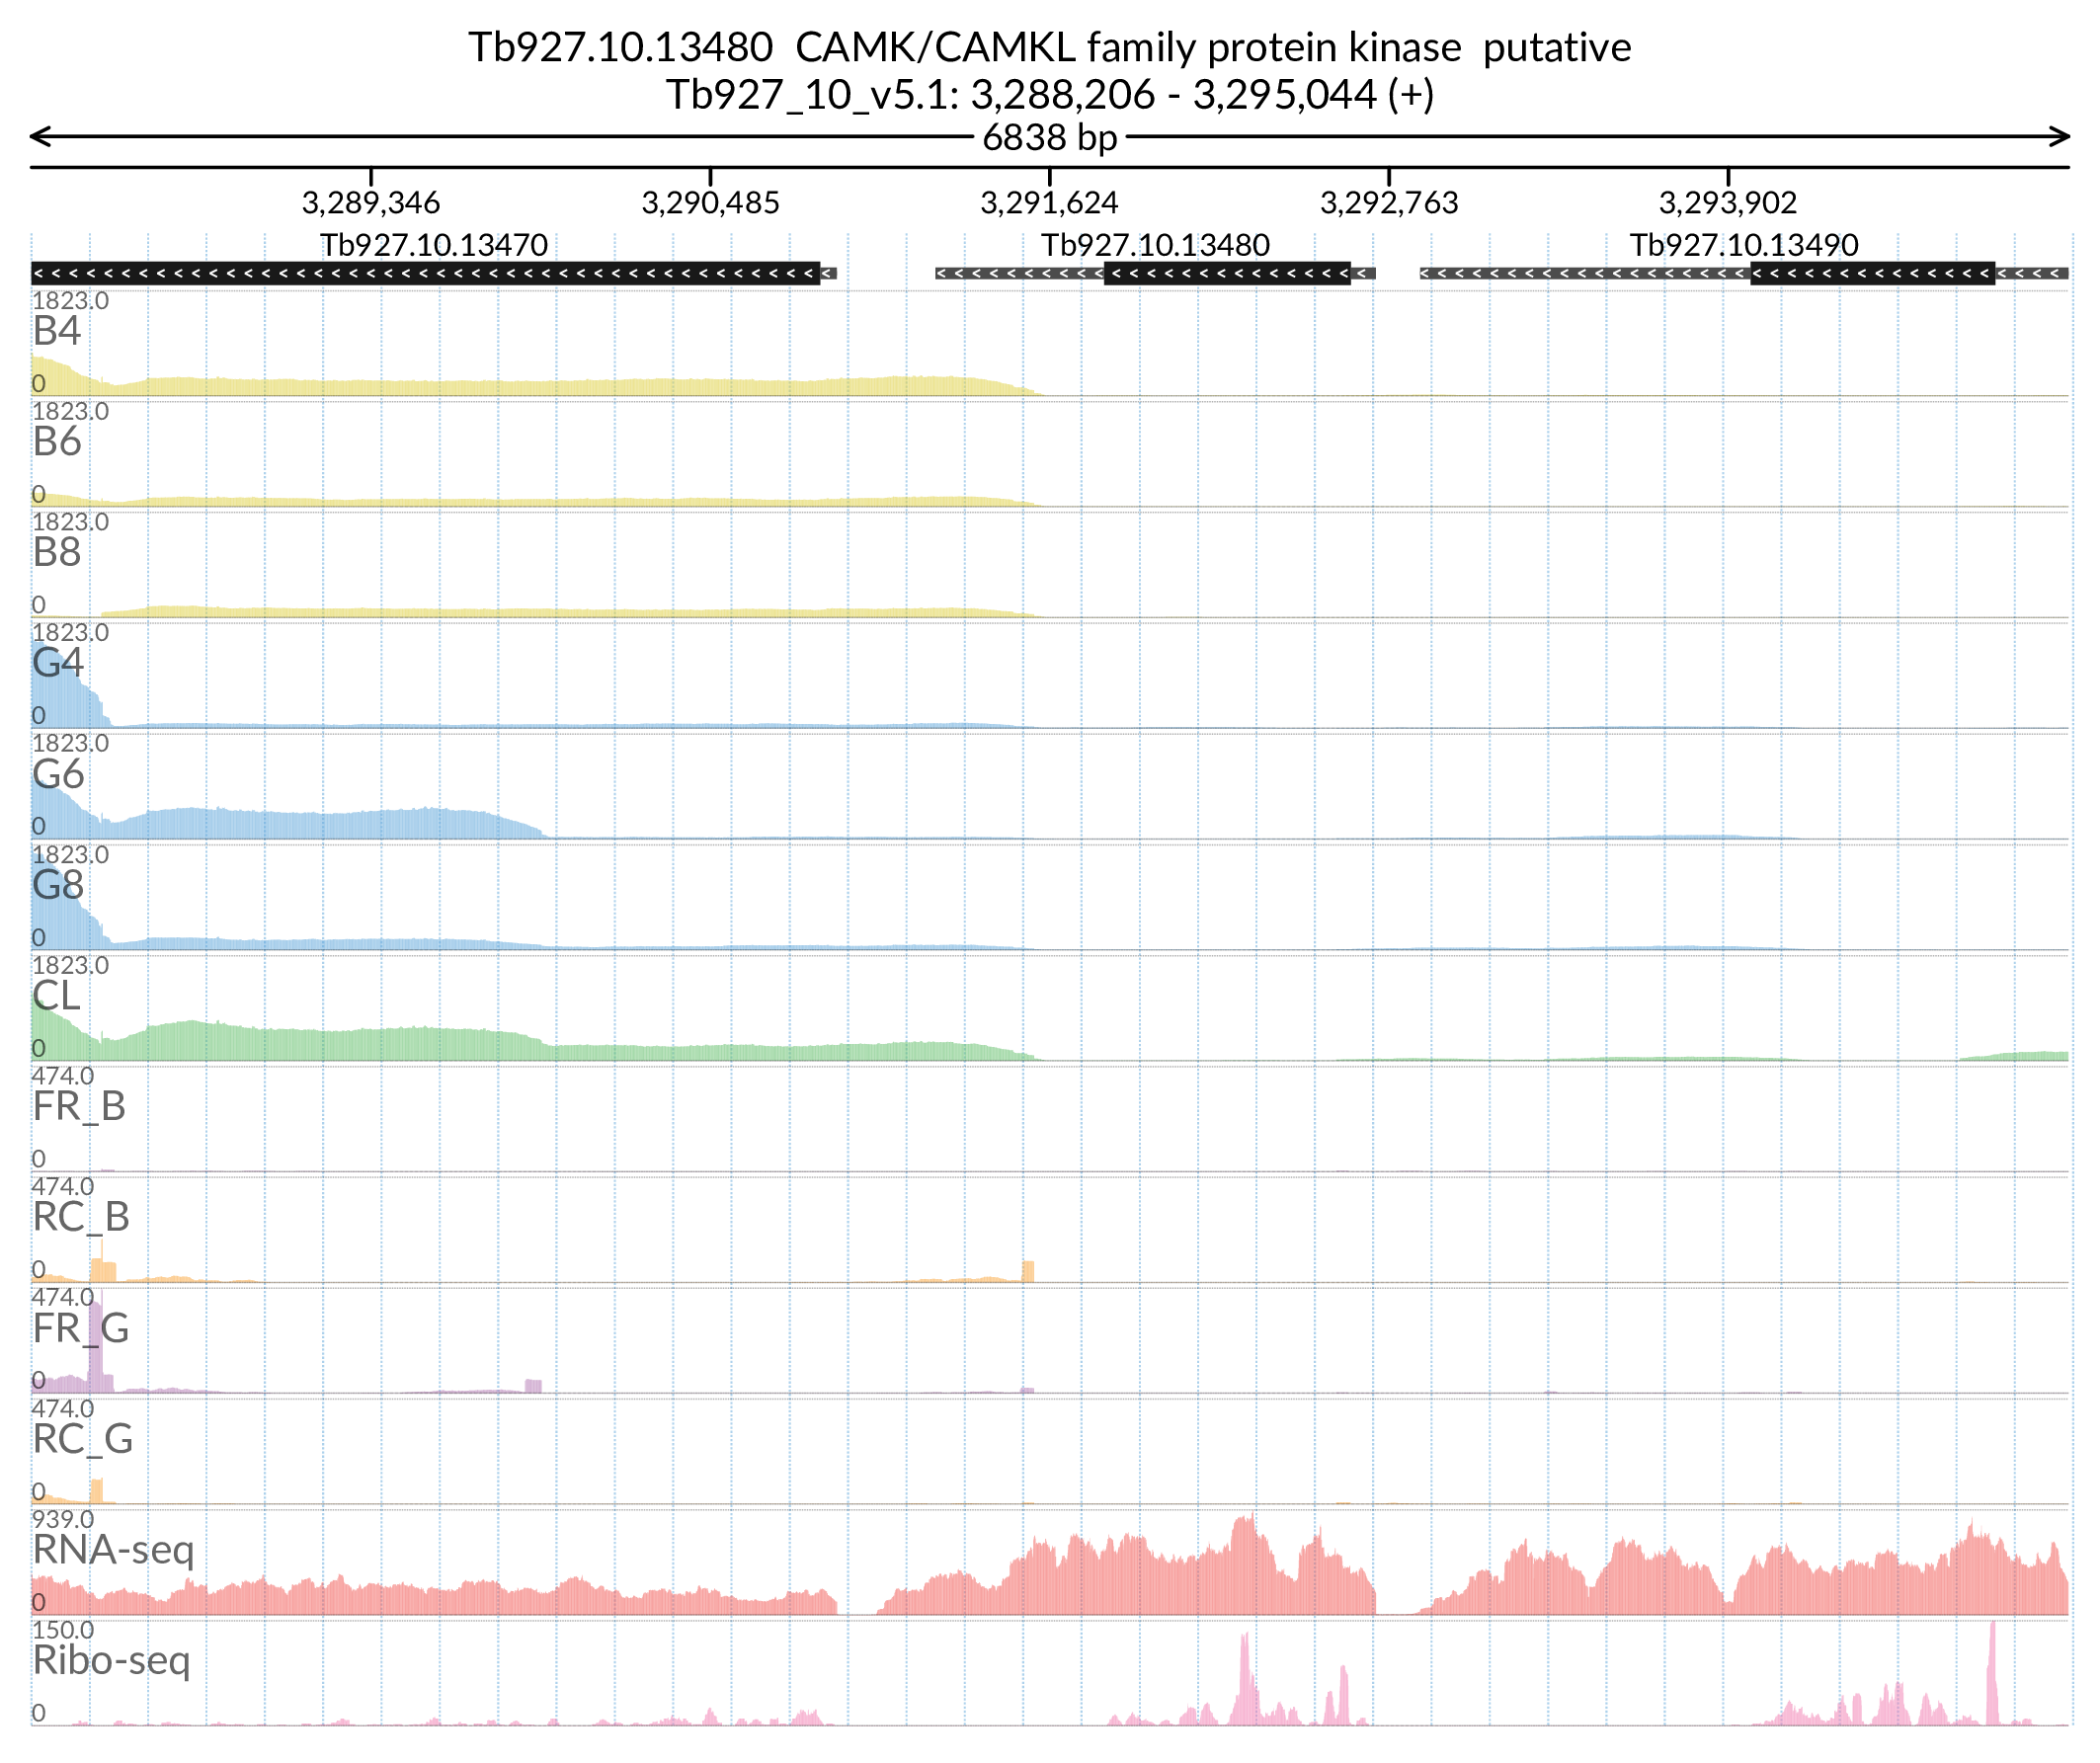 Tb927.10.13480  CAMK/CAMKL family protein kinase  putative
Tb927_10_v5.1: 3,288,206 - 3,295,044 (+)
6838 bp
3,289,346 3,290,485 3,291,624 3,292,763 3,293,902
Tb927.10.13470 Tb927.10.13480 Tb927.10.13490
1823.0
B4
0
1823.0
B6
0
1823.0
B8
0
1823.0
G4
0
1823.0
G6
0
1823.0
G8
0
1823.0
CL
0
474.0
FR_B
0
474.0
RC_B
0
474.0
FR_G
0
474.0
RC_G
0
939.0
RNA-seq
0
150.0
Ribo-seq
0